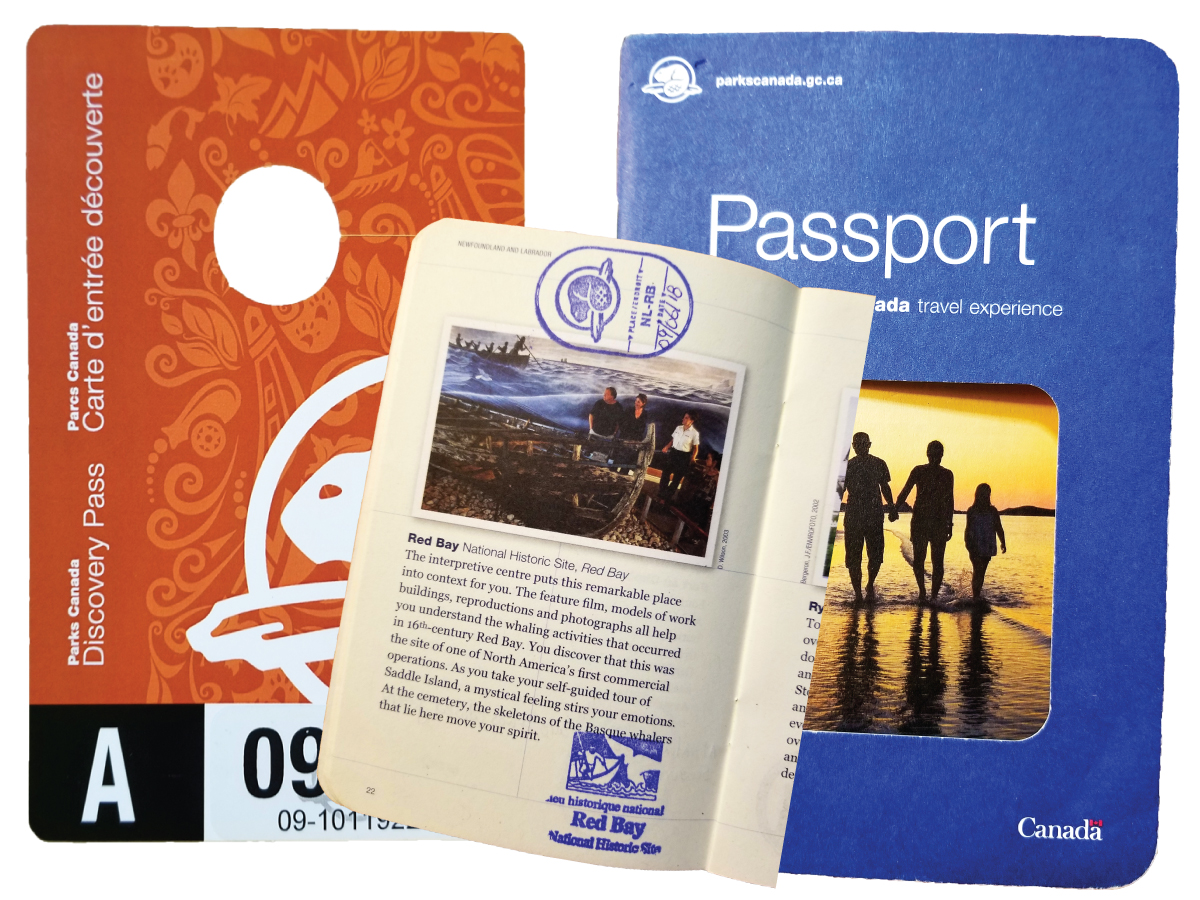 Parks Canada
Discovery Pass
Parcs Canada
Carte d'entrée découverte
A
09
09-101192
NEWFOUNDLAND AND LABRADOR
PLACE/ENDROIT
NL-RB
DATE
09/06/18
D. Wilson, 2003
Red Bay National Historic Site, Red Bay
The interpretive centre puts this remarkable place
into context for you. The feature film, models of work
buildings, reproductions and photographs all help
you understand the whaling activities that occurred
in 16th-century Red Bay. You discover that this was
the site of one of North America's first commercial
operations. As you take your self-guided tour of
Saddle Island, a mystical feeling stirs your emotions.
At the cemetery, the skeletons of the Basque whalers
that lie here move your spirit.
22
historique national
Red Bay
National Historic Site
Bergeron, J.F/ENVIROFOTO, 2002
Ry
To
ov
do
an
Ste
an
ev
ov
an
de
parkscanada.gc.ca
Passport
ada travel experience
Canada